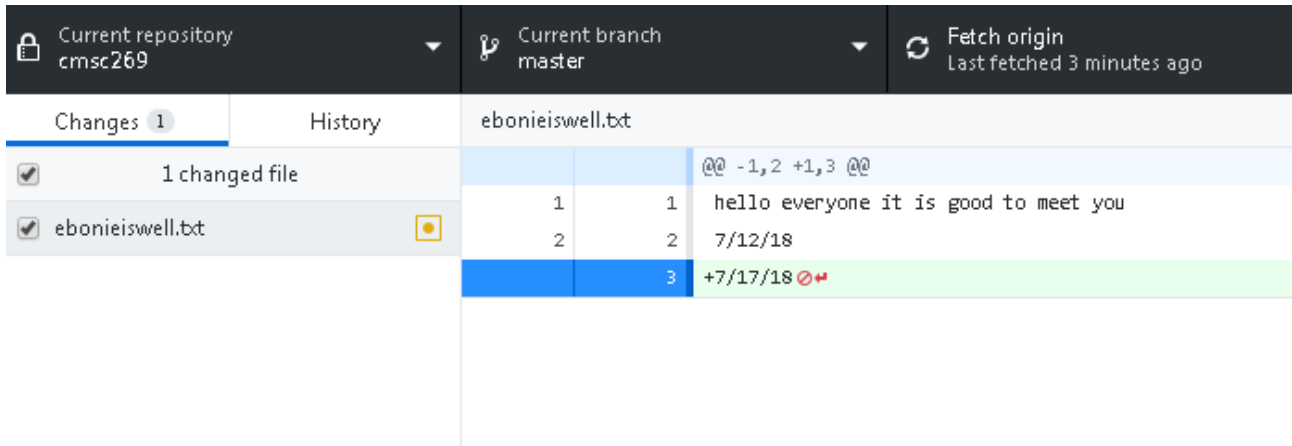 Current repository
cmsc269
Current branch
master
Fetch origin
Last fetched 3 minutes ago
Changes 1
History
ebonieiswell.txt
1 changed file
@@ -1,2 +1,3 @@
ebonieiswell.txt
1 1 hello everyone it is good to meet you
2 2 7/12/18
3 +7/17/18